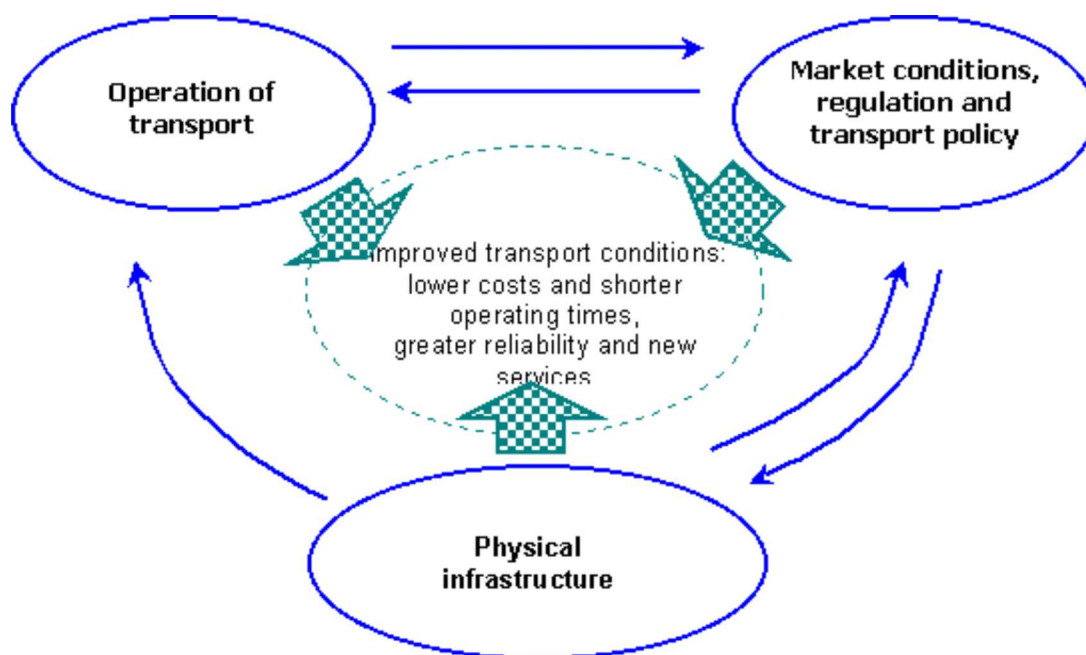 Operation of
transport
Market conditions,
regulation and
transport policy
Improved transport conditions:
lower costs and shorter
operating times,
greater reliability and new
services
Physical
infrastructure